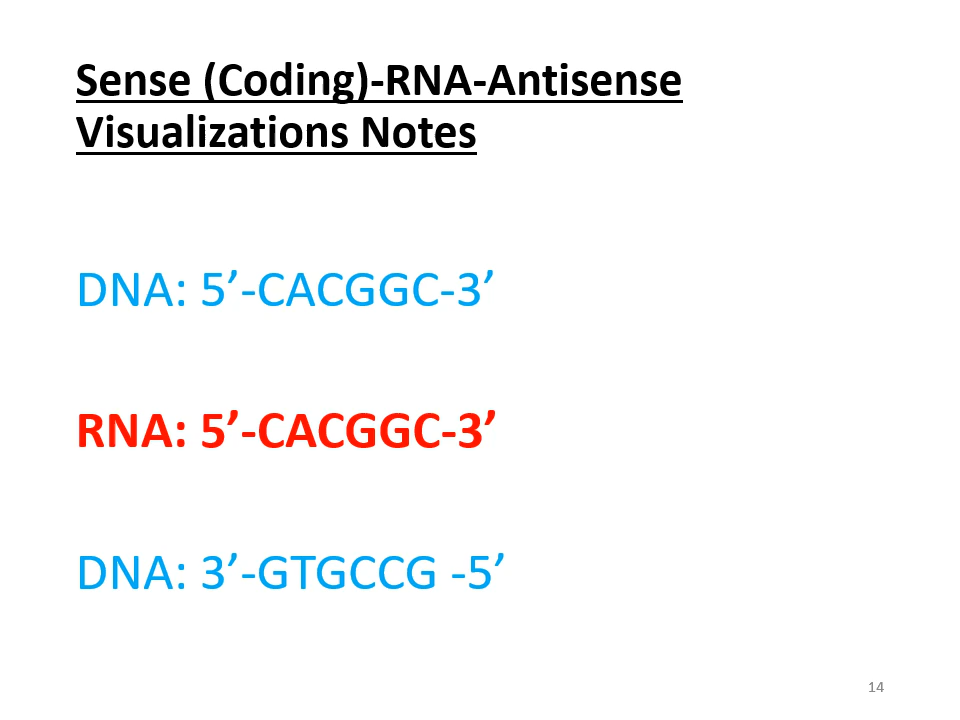 Sense (Coding)-RNA-Antisense
Visualizations Notes
DNA: 5’-CACGGC-3’
RNA: 5’-CACGGC-3’
DNA: 3’-GTGCCG -5’
14